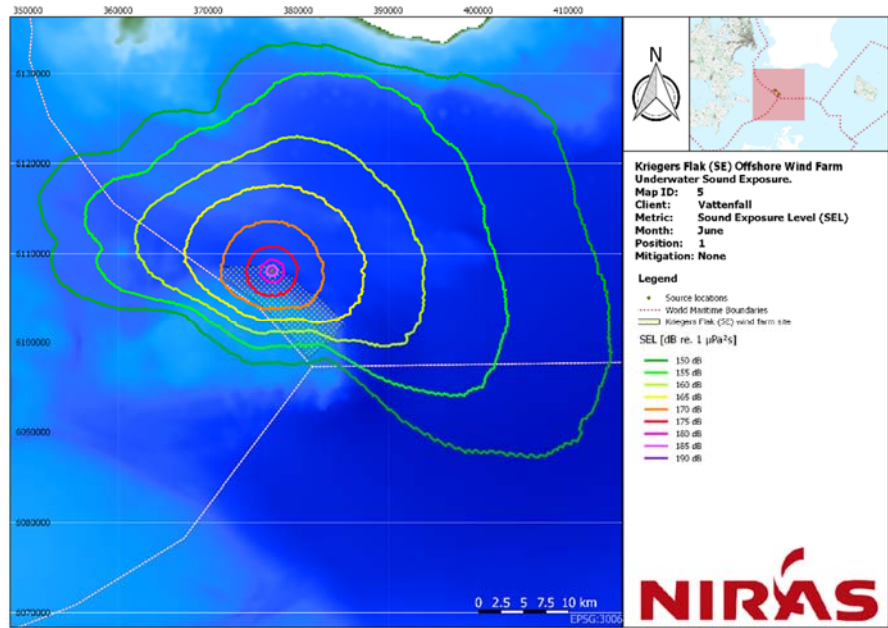 350000 360000 370000 380000 390000 400000 410000
6130000
6120000
6110000
6100000
6090000
6080000
6070000
0 2.5 5 7.5 10 km
EPSG:3006
N
Kriegers Flak (SE) Offshore Wind Farm
Underwater Sound Exposure.
Map ID: 5
Client: Vattenfall
Metric: Sound Exposure Level (SEL)
Month: June
Position: 1
Mitigation: None
Legend
Source locations
World Maritime Boundaries
Kriegers Flak (SE) wind farm site
SEL [dB re. 1 µPa²s]
150 dB
155 dB
160 dB
165 dB
170 dB
175 dB
180 dB
185 dB
190 dB
NIRAS